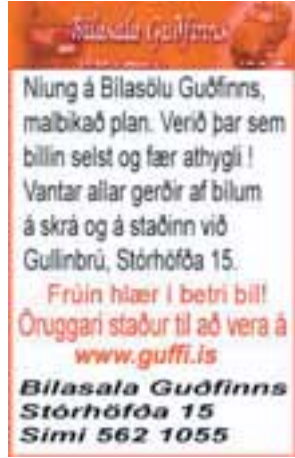 Bílasala Guðfinns
Níung á Bílasölu Guðfinns,
malbikað plan. Verið þar sem
bíllin selst og fær athygli !
Vantar allar gerðir af bílum
á skrá og á staðinn við
Gullinbrú, Stórhöfða 15.
Frúin hlær í betri bíl!
Öruggari staður til að vera á
www.guffi.is
Bílasala Guðfinns
Stórhöfða 15
Sími 562 1055